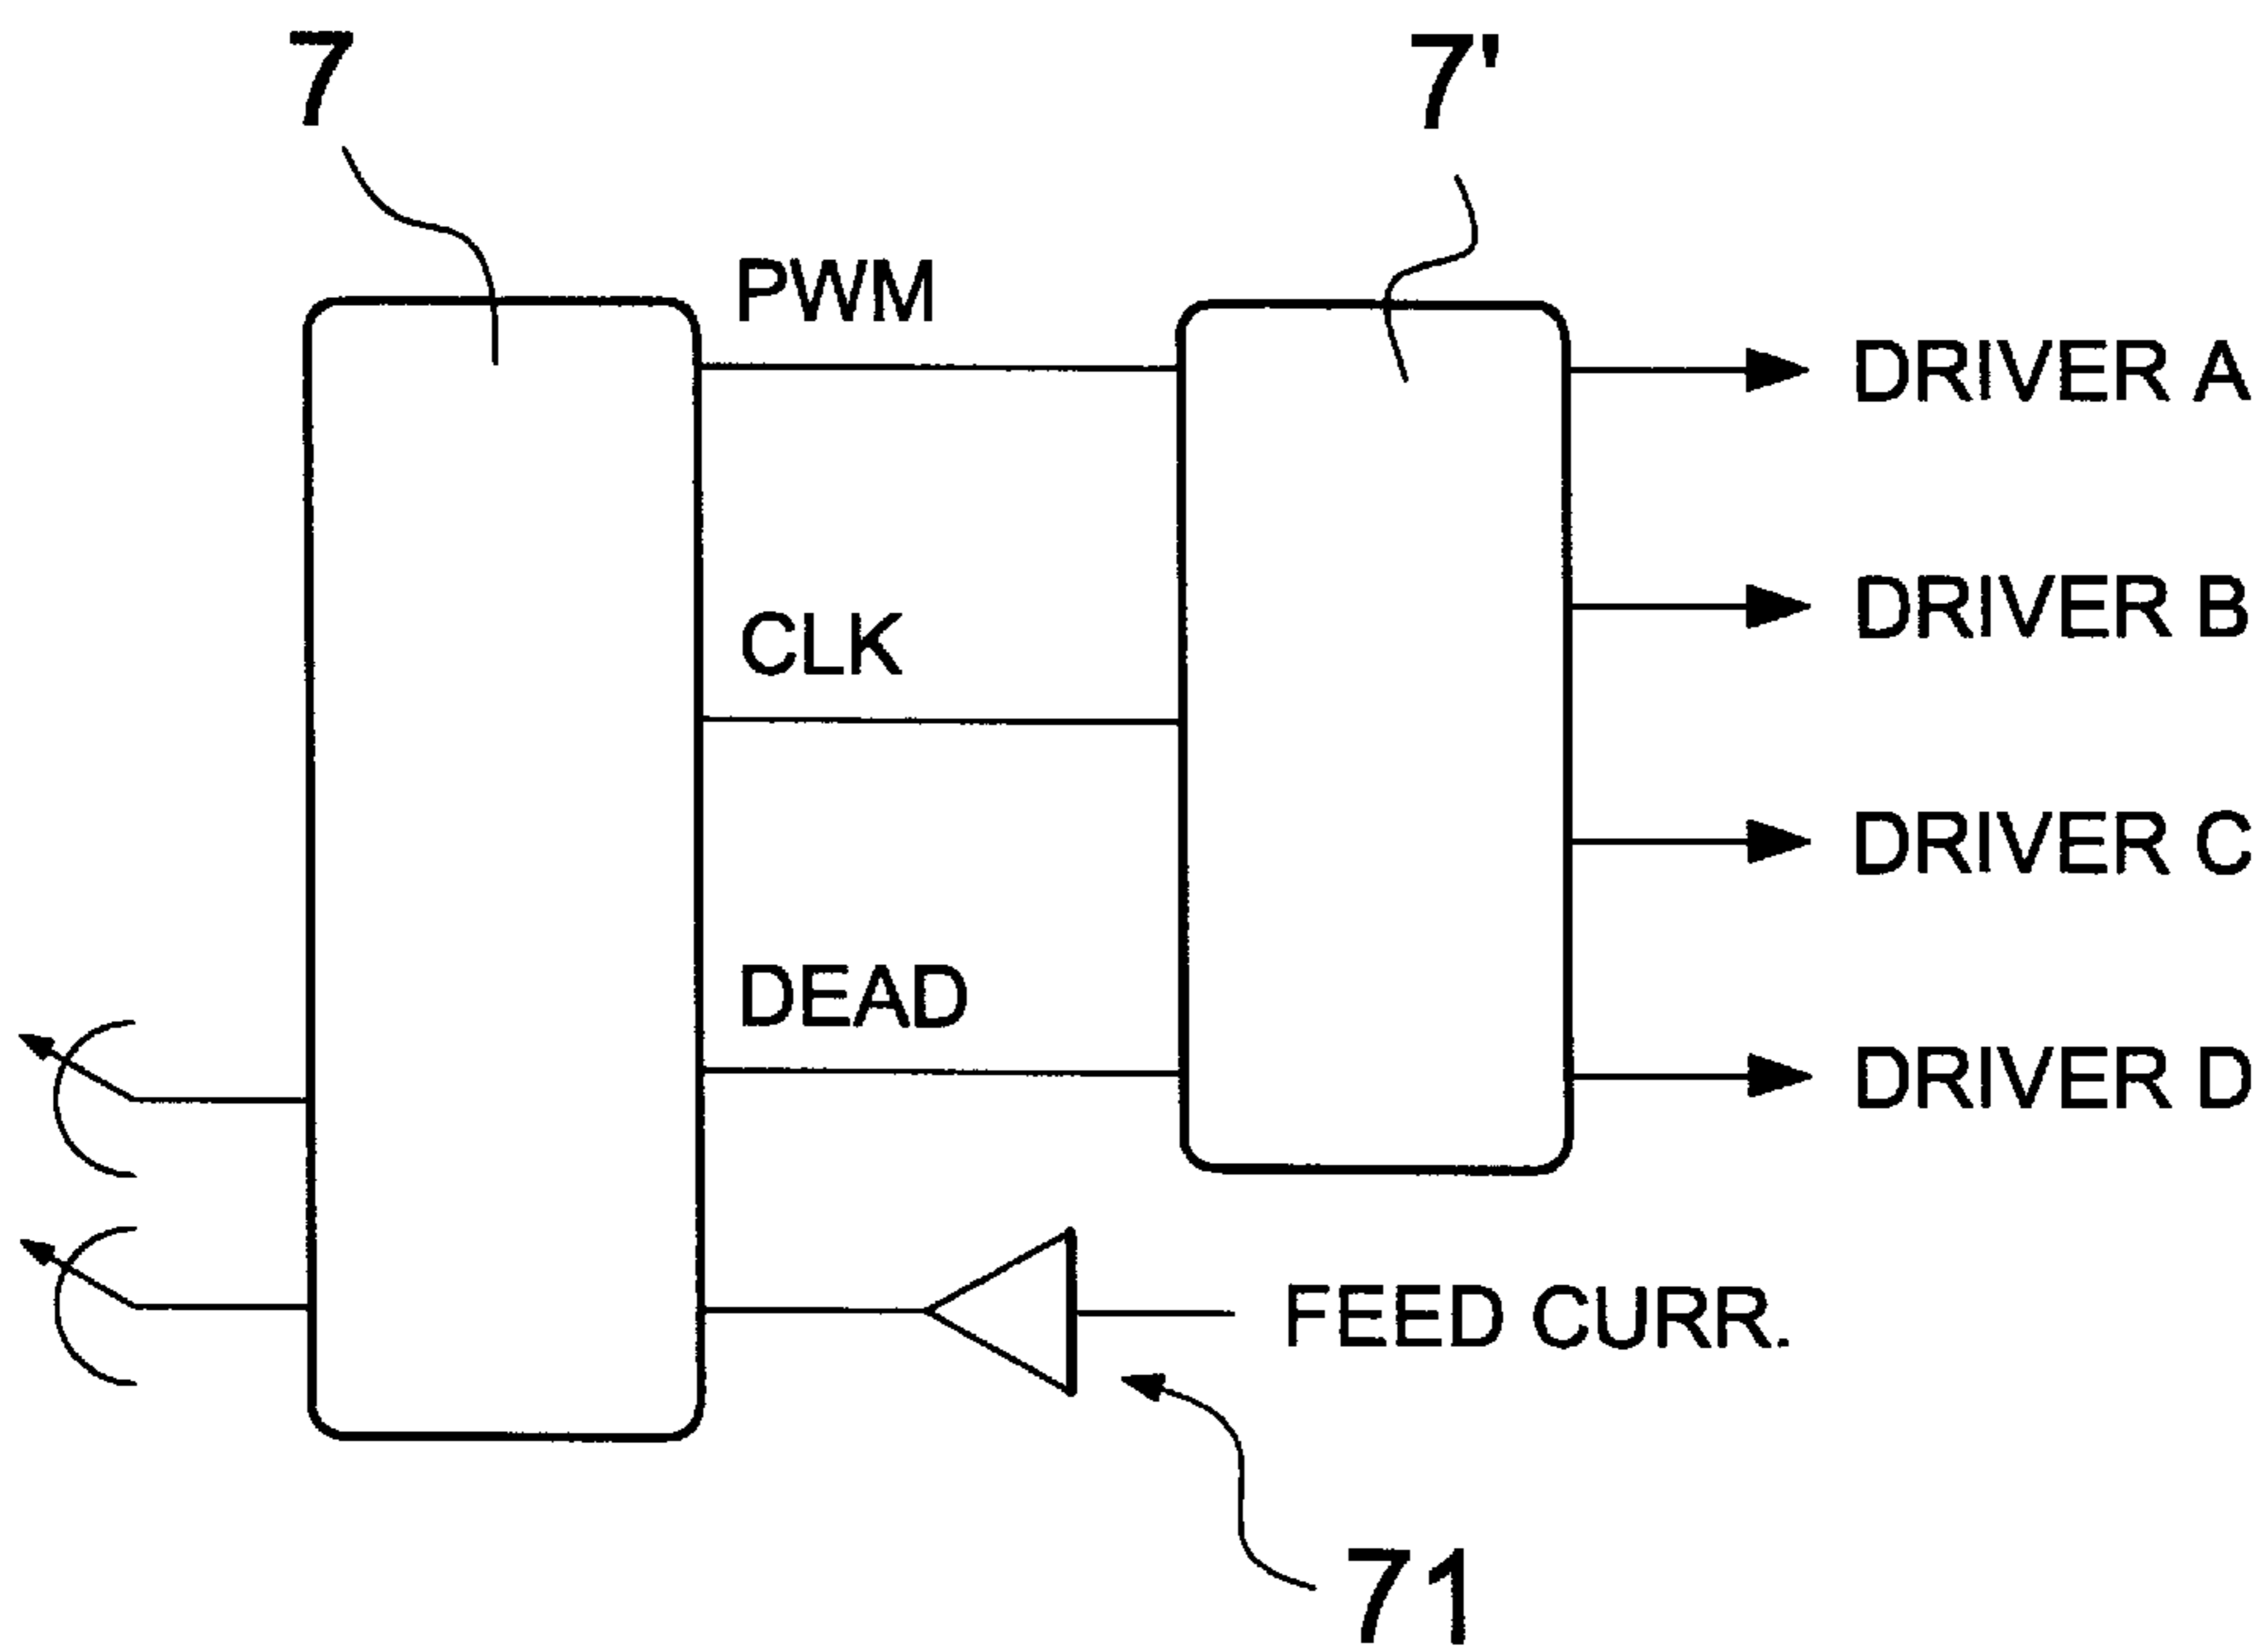 7
7'
PWM
DRIVER A
DRIVER B
CLK
DRIVER C
DEAD
DRIVER D
FEED CURR.
71